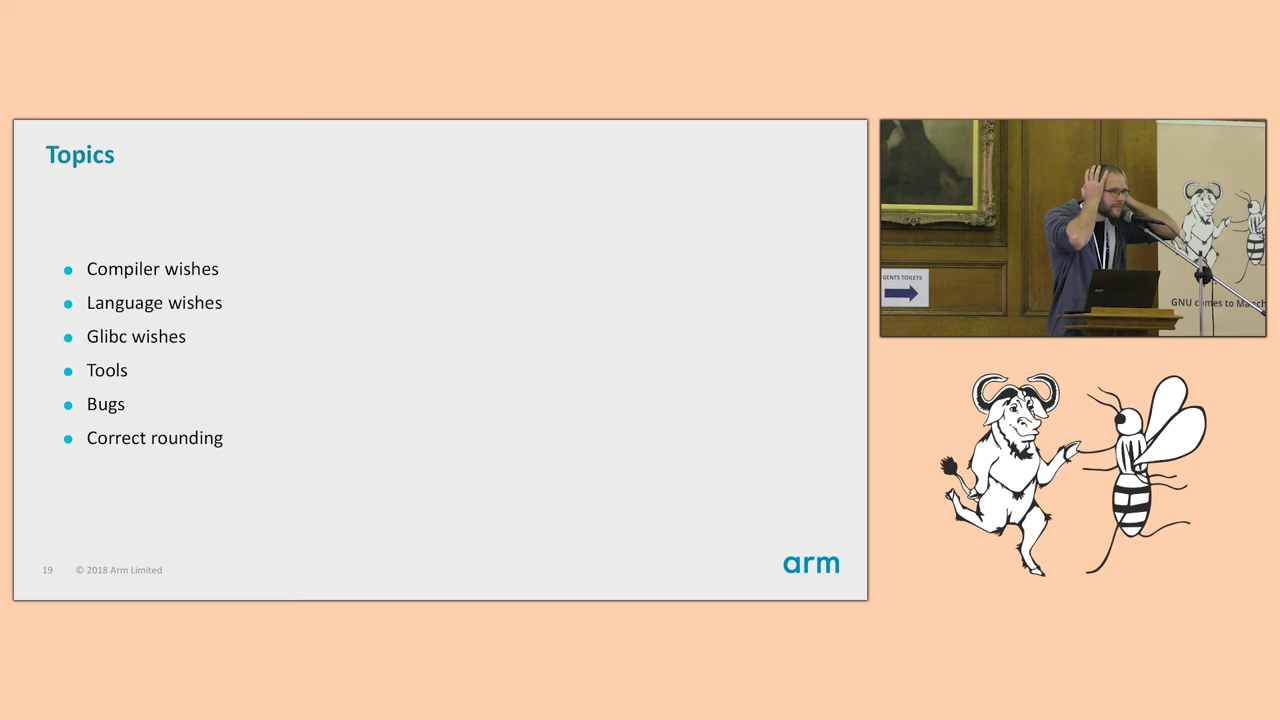 Topics
Compiler wishes
Language wishes
Glibc wishes
Tools
Bugs
Correct rounding
19 © 2018 Arm Limited
arm
GENTS TOILETS
GNU comes to Manch